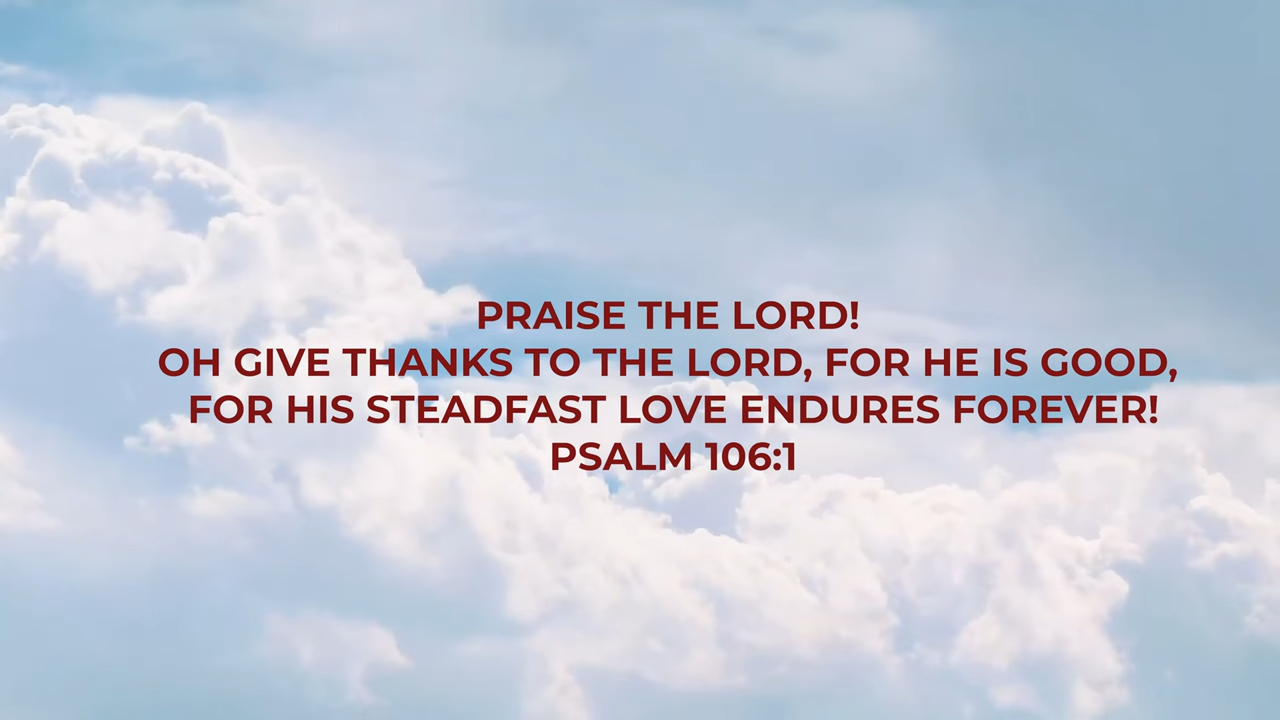 PRAISE THE LORD!
OH GIVE THANKS TO THE LORD, FOR HE IS GOOD,
FOR HIS STEADFAST LOVE ENDURES FOREVER!
PSALM 106:1